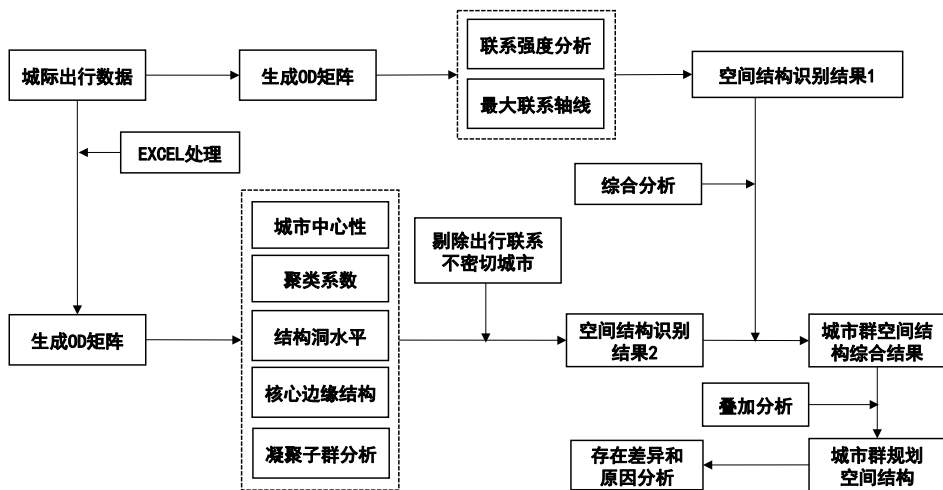 城际出行数据
生成OD矩阵
联系强度分析
最大联系轴线
空间结构识别结果1
EXCEL处理
综合分析
城市中心性
聚类系数
结构洞水平
核心边缘结构
凝聚子群分析
剔除出行联系
不密切城市
生成OD矩阵
空间结构识别
结果2
城市群空间结
构综合结果
叠加分析
存在差异和
原因分析
城市群规划
空间结构